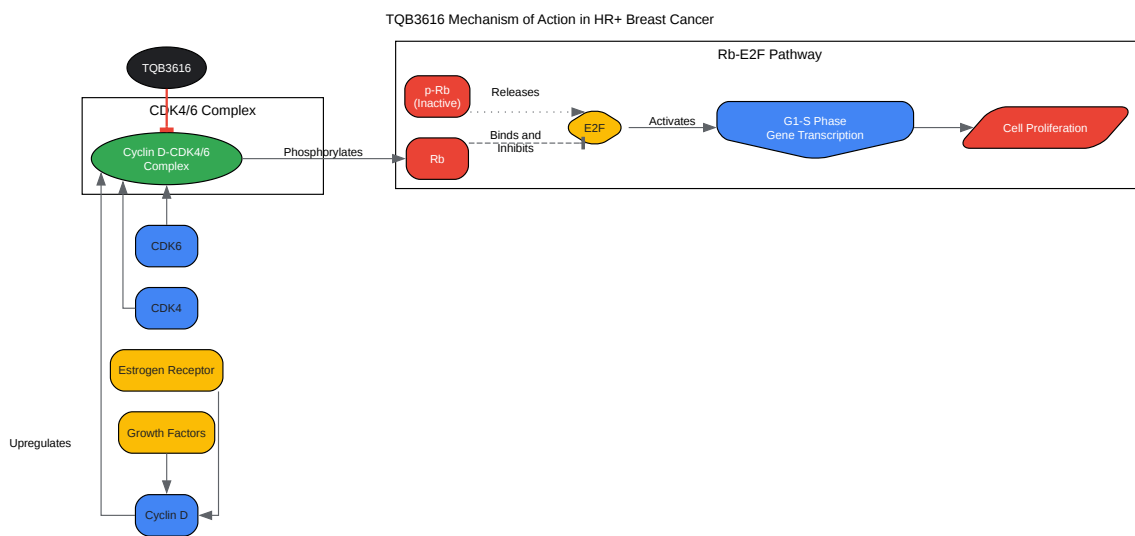 TQB3616 Mechanism of Action in HR+ Breast Cancer
TQB3616
CDK4/6 Complex
Cyclin D-CDK4/6
Complex
Phosphorylates
Rb-E2F Pathway
p-Rb
(Inactive)
Releases
Rb
Binds and
Inhibits
E2F
Activates
G1-S Phase
Gene Transcription
Cell Proliferation
CDK6
CDK4
Estrogen Receptor
Growth Factors
Upregulates
Cyclin D